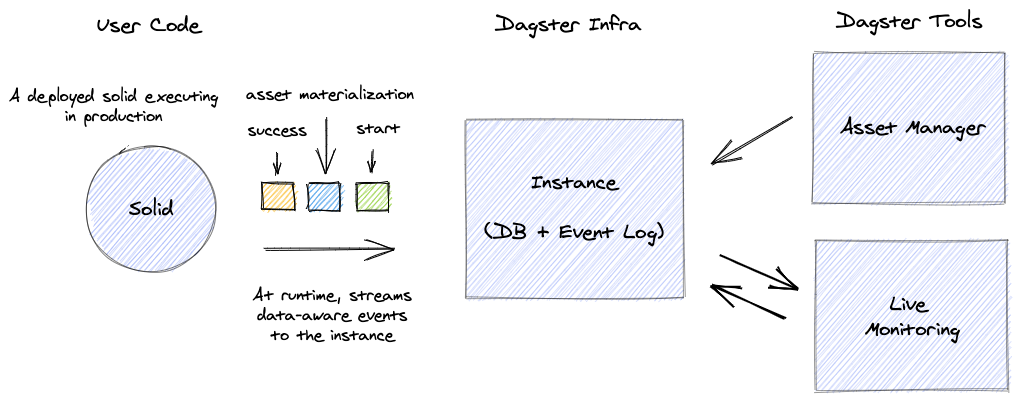 User Code
Dagster Infra
Dagster Tools
A deployed solid executing
in production
asset materialization
success
start
Solid
At runtime, streams
data-aware events
to the instance
Instance
(DB + Event Log)
Asset Manager
Live
Monitoring